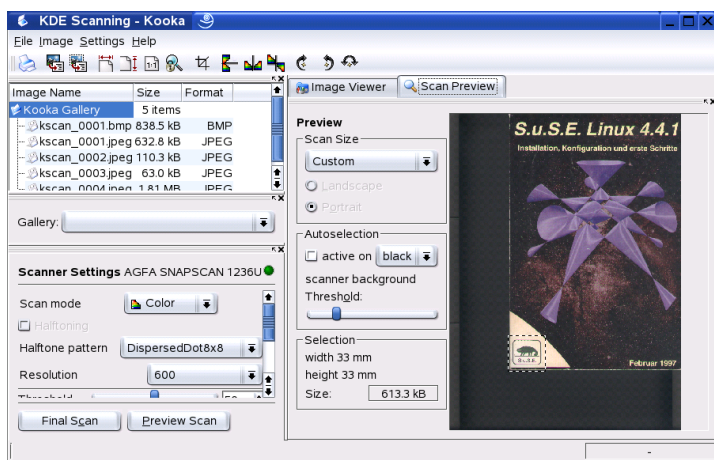 KDE Scanning - Kooka
File Image Settings Help
Image Name Size Format
Kooka Gallery 5 items
kscan_0001.bmp 838.5 kB BMP
kscan_0001.jpeg 632.8 kB JPEG
kscan_0002.jpeg 110.3 kB JPEG
kscan_0003.jpeg 63.0 kB JPEG
kscan_0004.jpeg 1.81 MB JPEG
Gallery:
Scanner Settings AGFA SNAPSCAN 1236U
Scan mode Color
Halftoning
Halftone pattern DispersedDot8x8
Resolution 600
Threshold 50
Final Scan Preview Scan
Image Viewer Scan Preview
Preview
Scan Size
Custom
Landscape
Portrait
Autoselection
active on black
scanner background
Threshold:
Selection
width 33 mm
height 33 mm
Size: 613.3 kB
S.u.S.E. Linux 4.4.1
Installation, Konfiguration und erste Schritte
S.u.S.E.
Februar 1997
-